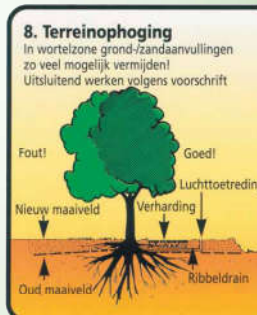 8. Terreinophoging
In wortelzone grond-/zandaanvullingen
zo veel mogelijk vermijden!
Uitsluitend werken volgens voorschrift
Fout!
Goed!
Luchttoetredin
Nieuw maaiveld
Verharding
Ribbeldrain
Oud maaiveld